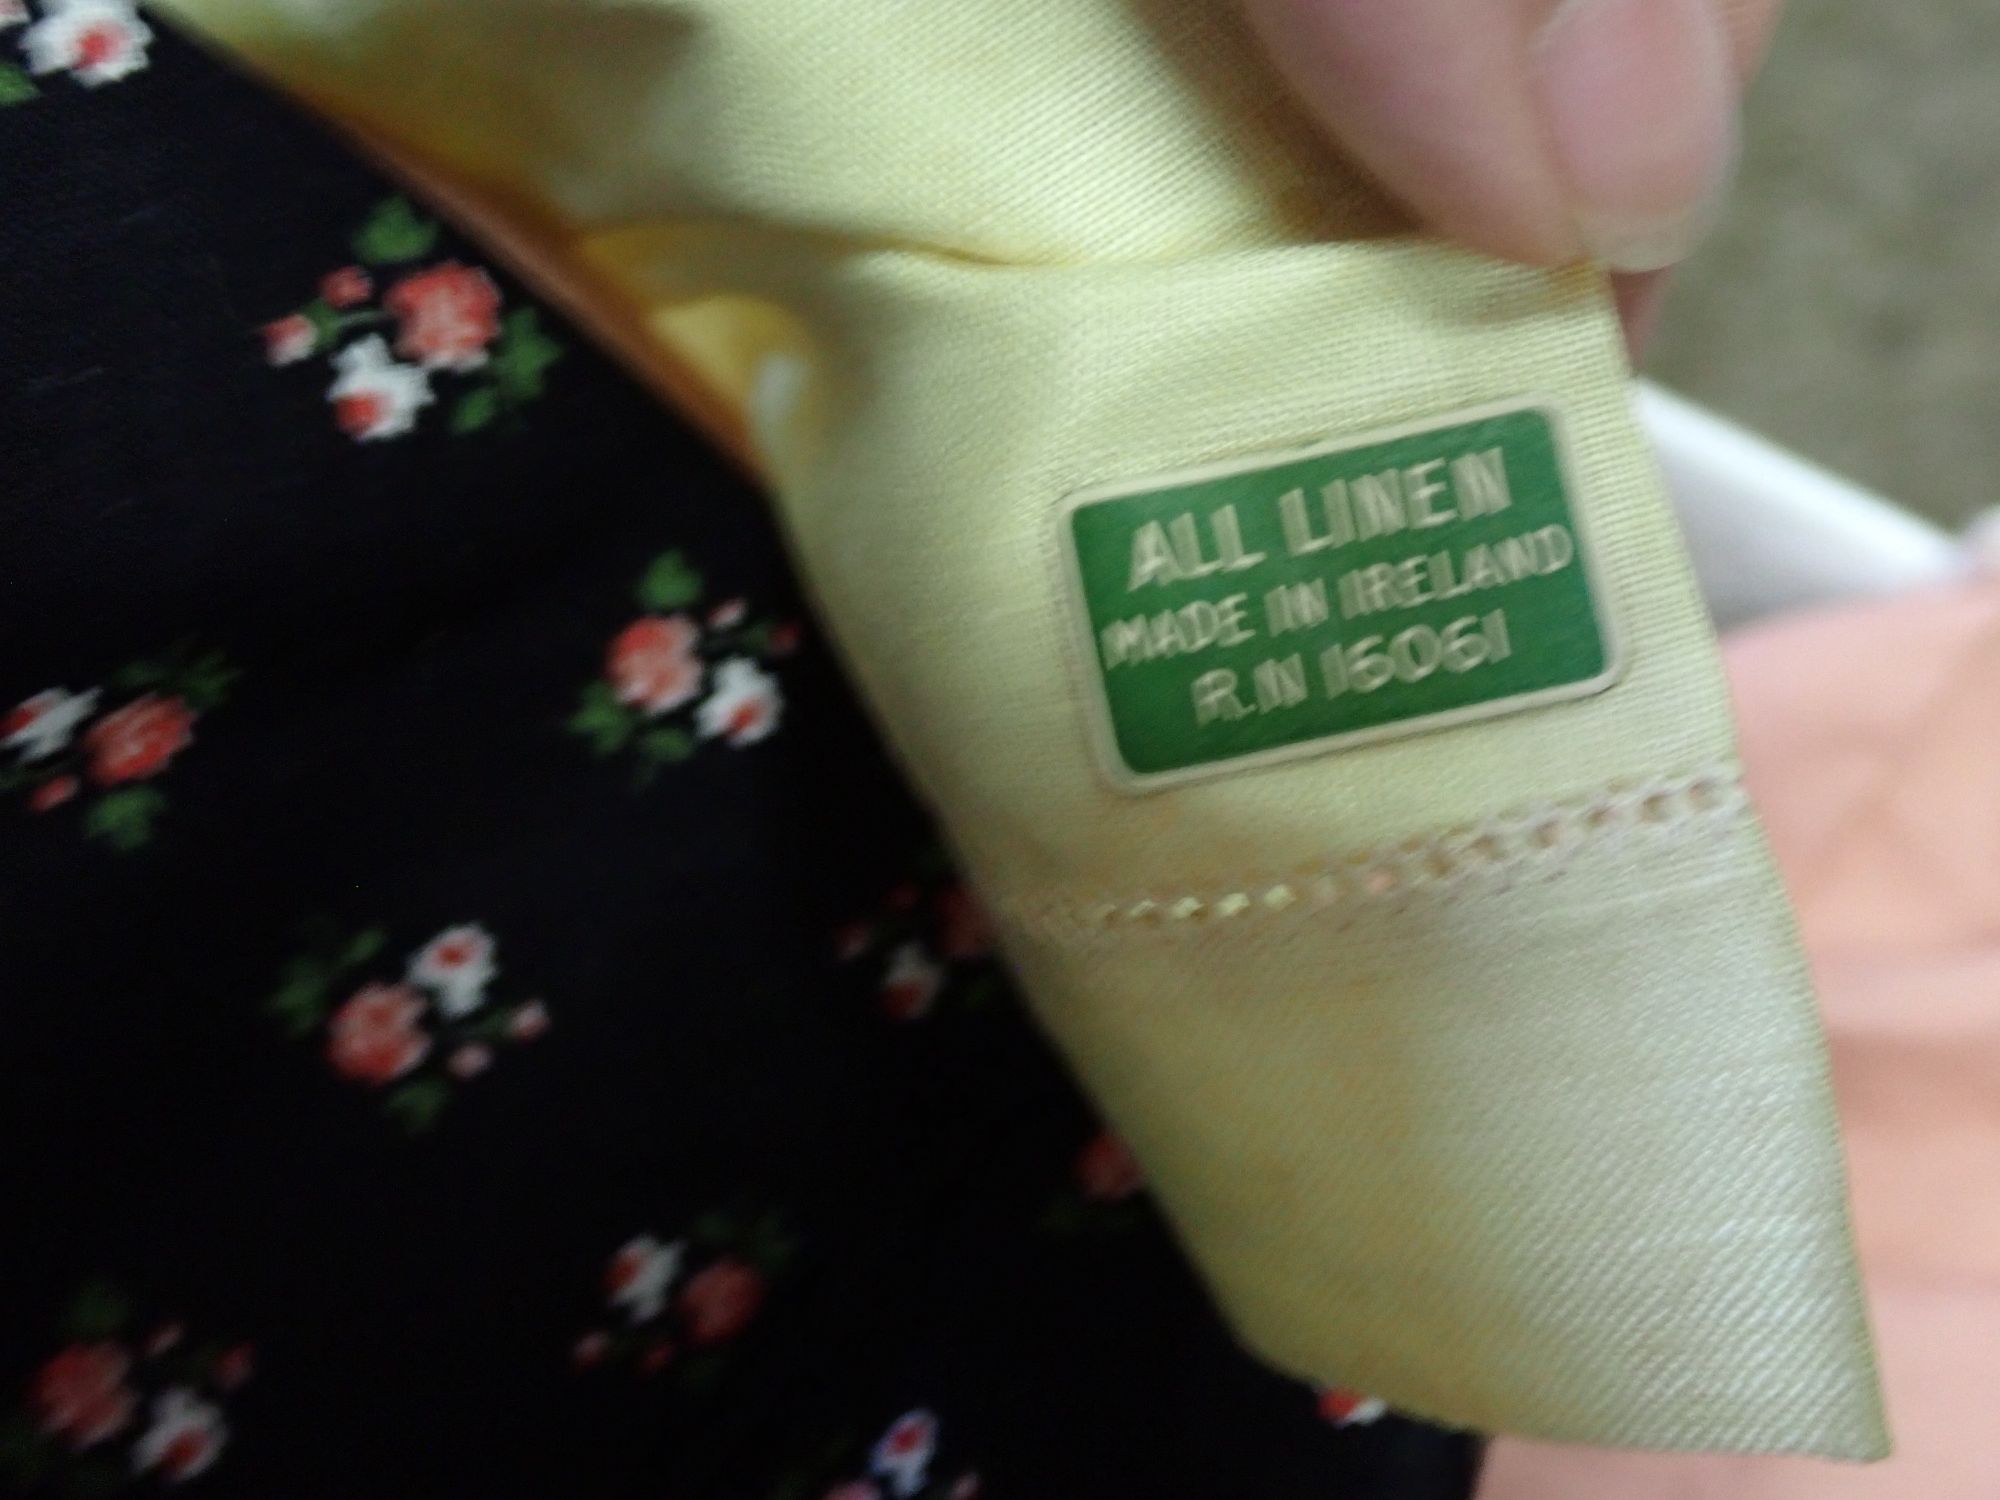 ALL LINEN
MADE IN IRELAND
R.N 16061